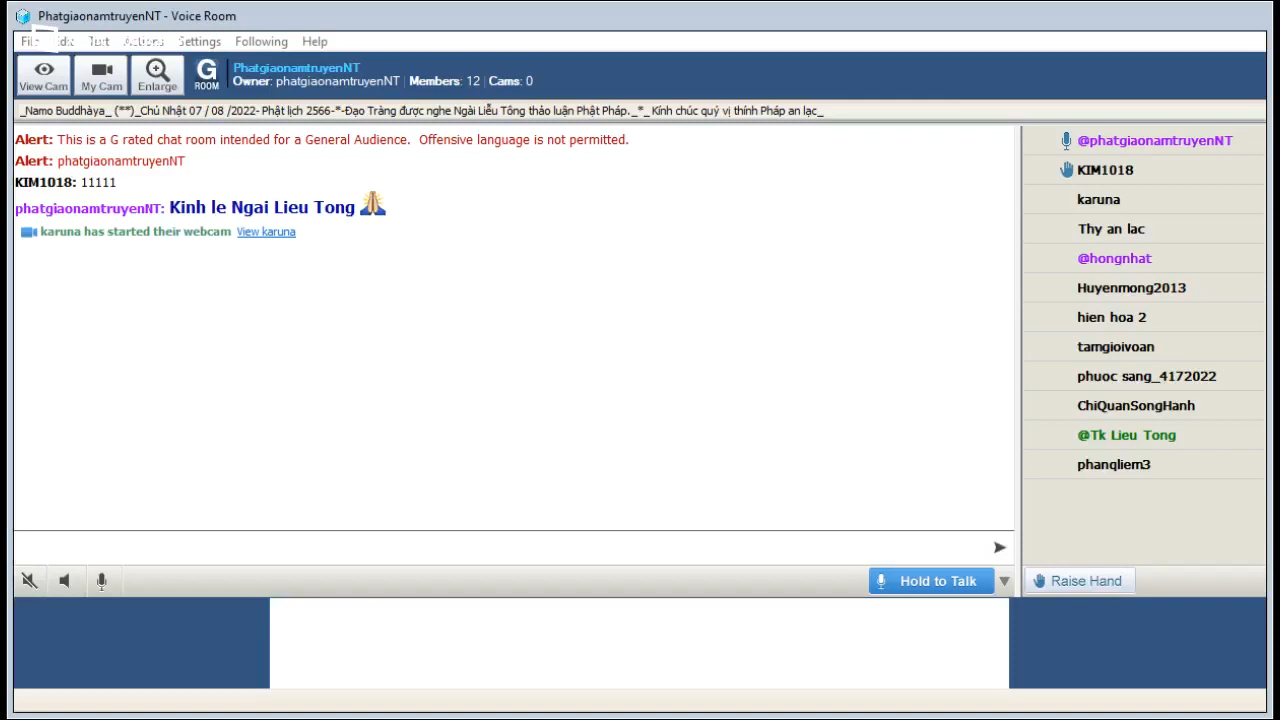 PhatgiaonamtruyenNT - Voice Room
Settings Following Help
View Cam
My Cam
Enlarge
G
ROOM
PhatgiaonamtruyenNT
Owner: phatgiaonamtruyenNT | Members: 12 | Cams: 0
_Namo Buddhàya_ (**)_Chủ Nhật 07 / 08 /2022- Phật lịch 2566-*-Đạo Tràng được nghe Ngài Liễu Tông thảo luận Phật Pháp._*_ Kính chúc quý vị thính Pháp an lạc_
Alert: This is a G rated chat room intended for a General Audience. Offensive language is not permitted.
Alert: phatgiaonamtruyenNT
KIM1018: 11111
phatgiaonamtruyenNT: Kinh le Ngai Lieu Tong
karuna has started their webcam View karuna
@phatgiaonamtruyenNT
KIM1018
karuna
Thy an lac
@hongnhat
Huyenmong2013
hien hoa 2
tamgioivoan
phuoc sang_4172022
ChiQuanSongHanh
@Tk Lieu Tong
phanqliem3
Hold to Talk
Raise Hand